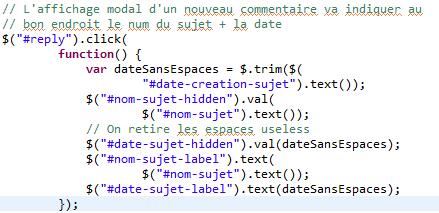 // L'affichage modal d'un nouveau commentaire va indiquer au
// bon endroit le num du sujet + la date
$("#reply").click(
function() {
var dateSansEspaces = $.trim($(
"#date-creation-sujet").text());
$("#nom-sujet-hidden").val(
$("#nom-sujet").text());
// On retire les espaces useless
$("#date-sujet-hidden").val(dateSansEspaces);
$("#nom-sujet-label").text(
$("#nom-sujet").text());
$("#date-sujet-label").text(dateSansEspaces);
});